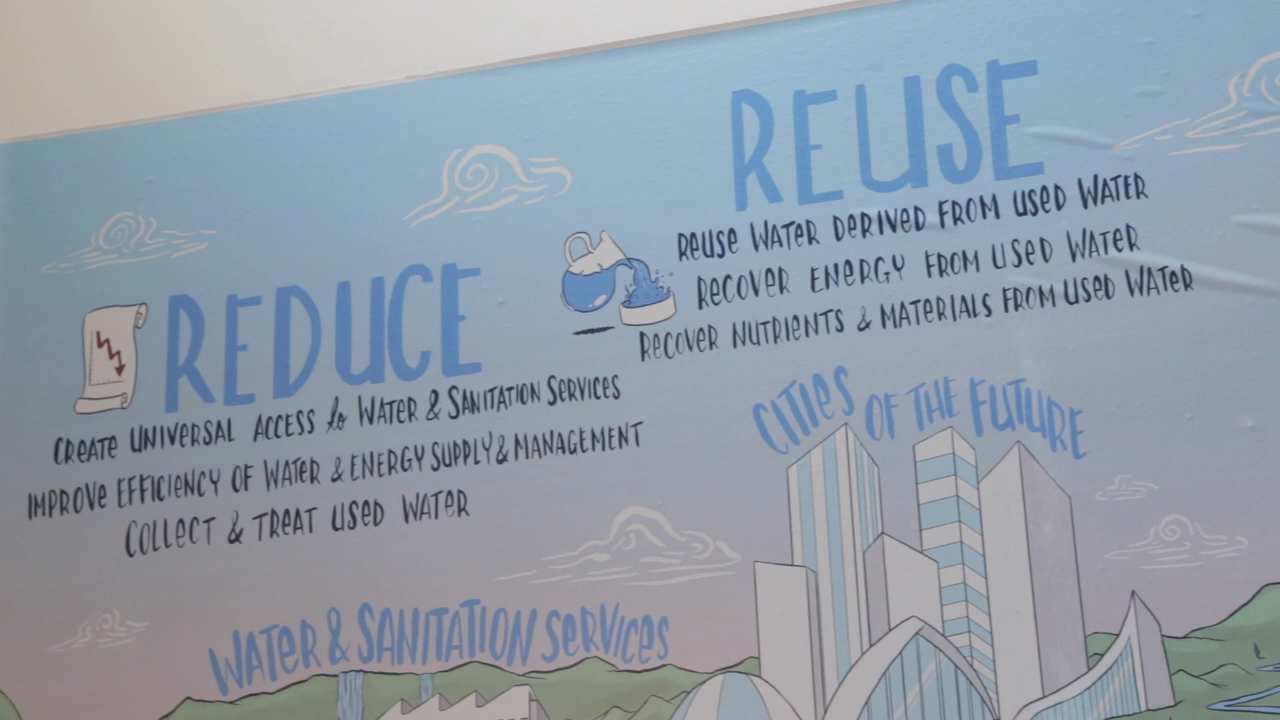 REUSE
REUSE WATER DERIVED FROM USED WATER
RECOVER ENERGY FROM USED WATER
RECOVER NUTRIENTS & MATERIALS FROM USED WATER
REDUCE
CREATE UNIVERSAL ACCESS to WATER & SANITATION SERVICES
IMPROVE EFFICIENCY OF WATER & ENERGY SUPPLY & MANAGEMENT
COLLECT & TREAT USED WATER
CITIES OF THE FUTURE
WATER & SANITATION SERVICES